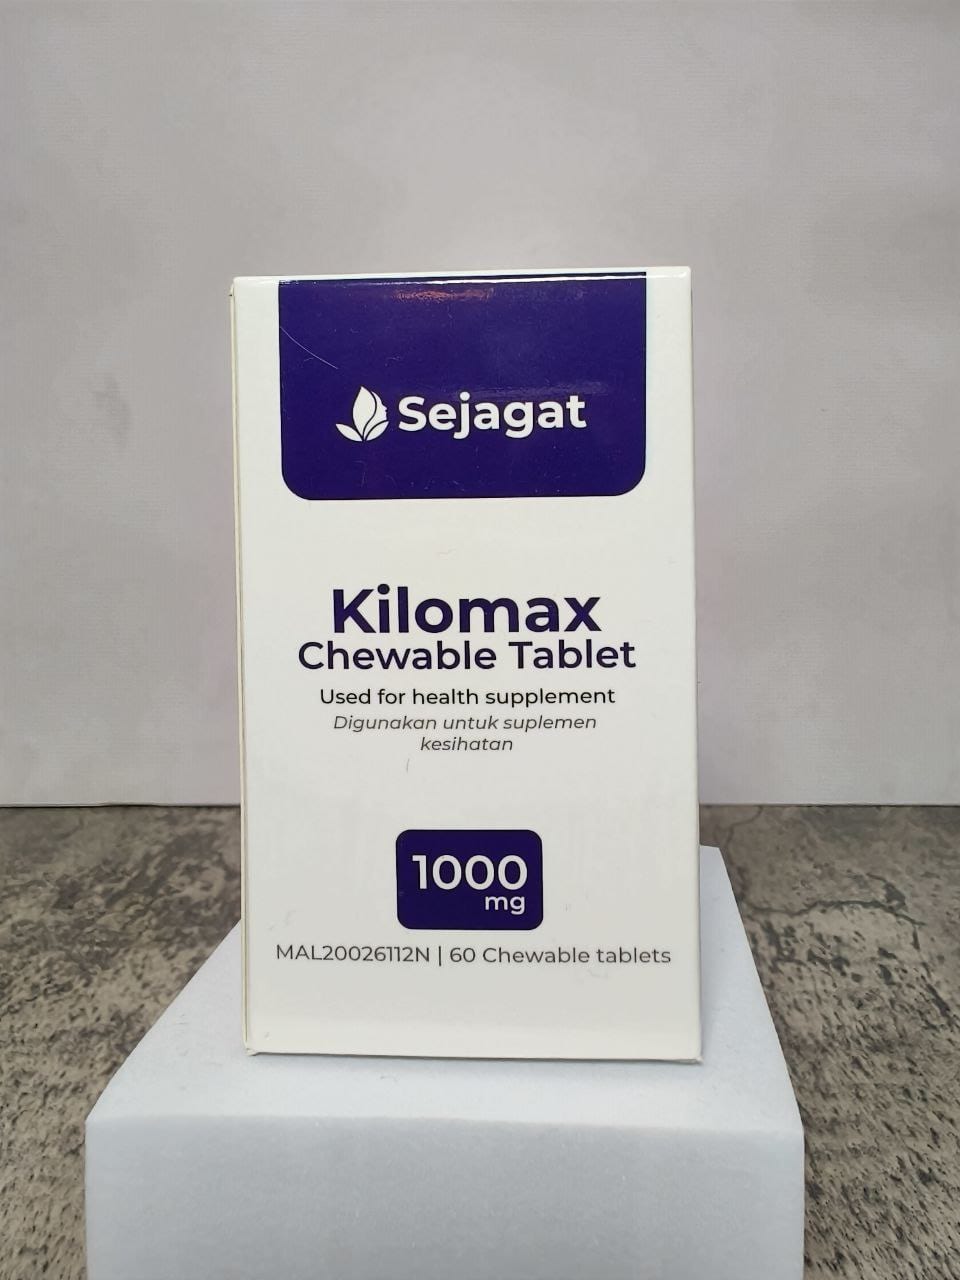 Sejagat
Kilomax
Chewable Tablet
Used for health supplement
Digunakan untuk suplemen
kesihatan
1000
mg
MAL20026112N | 60 Chewable tablets